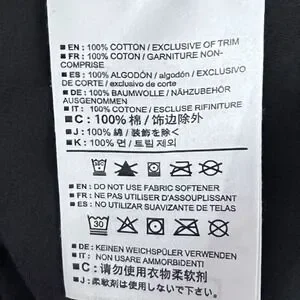 ■ EN : 100% COTTON / EXCLUSIVE OF TRIM
■ FR : 100% COTON / GARNITURE NON-
COMPRISE
■ ES : 100% ALGODÓN / algodón / EXCLUSIVO
DE CORTE / exclusivo de corte
■ DE : 100% BAUMWOLLE / NÄHZUBEHÖR
AUSGENOMMEN
■ IT : 100% COTONE / ESCLUSE RIFINITURE
■ C : 100% 棉 / 饰边除外
■ J : 100% 綿 / 装飾を除く
■ K : 100% 면 / 트림 제외
■ EN : DO NOT USE FABRIC SOFTENER
■ FR : NE PAS UTILISER D'ASSOUPLISSANT
■ ES : NO UTILIZAR SUAVIZANTE DE TELAS
30
■ DE : KEINEN WEICHSPÜLER VERWENDEN
■ IT : NON USARE AMMORBIDENTI
■ C : 请勿使用衣物柔软剂
■ J : 柔軟剤は使用しないで下さい。